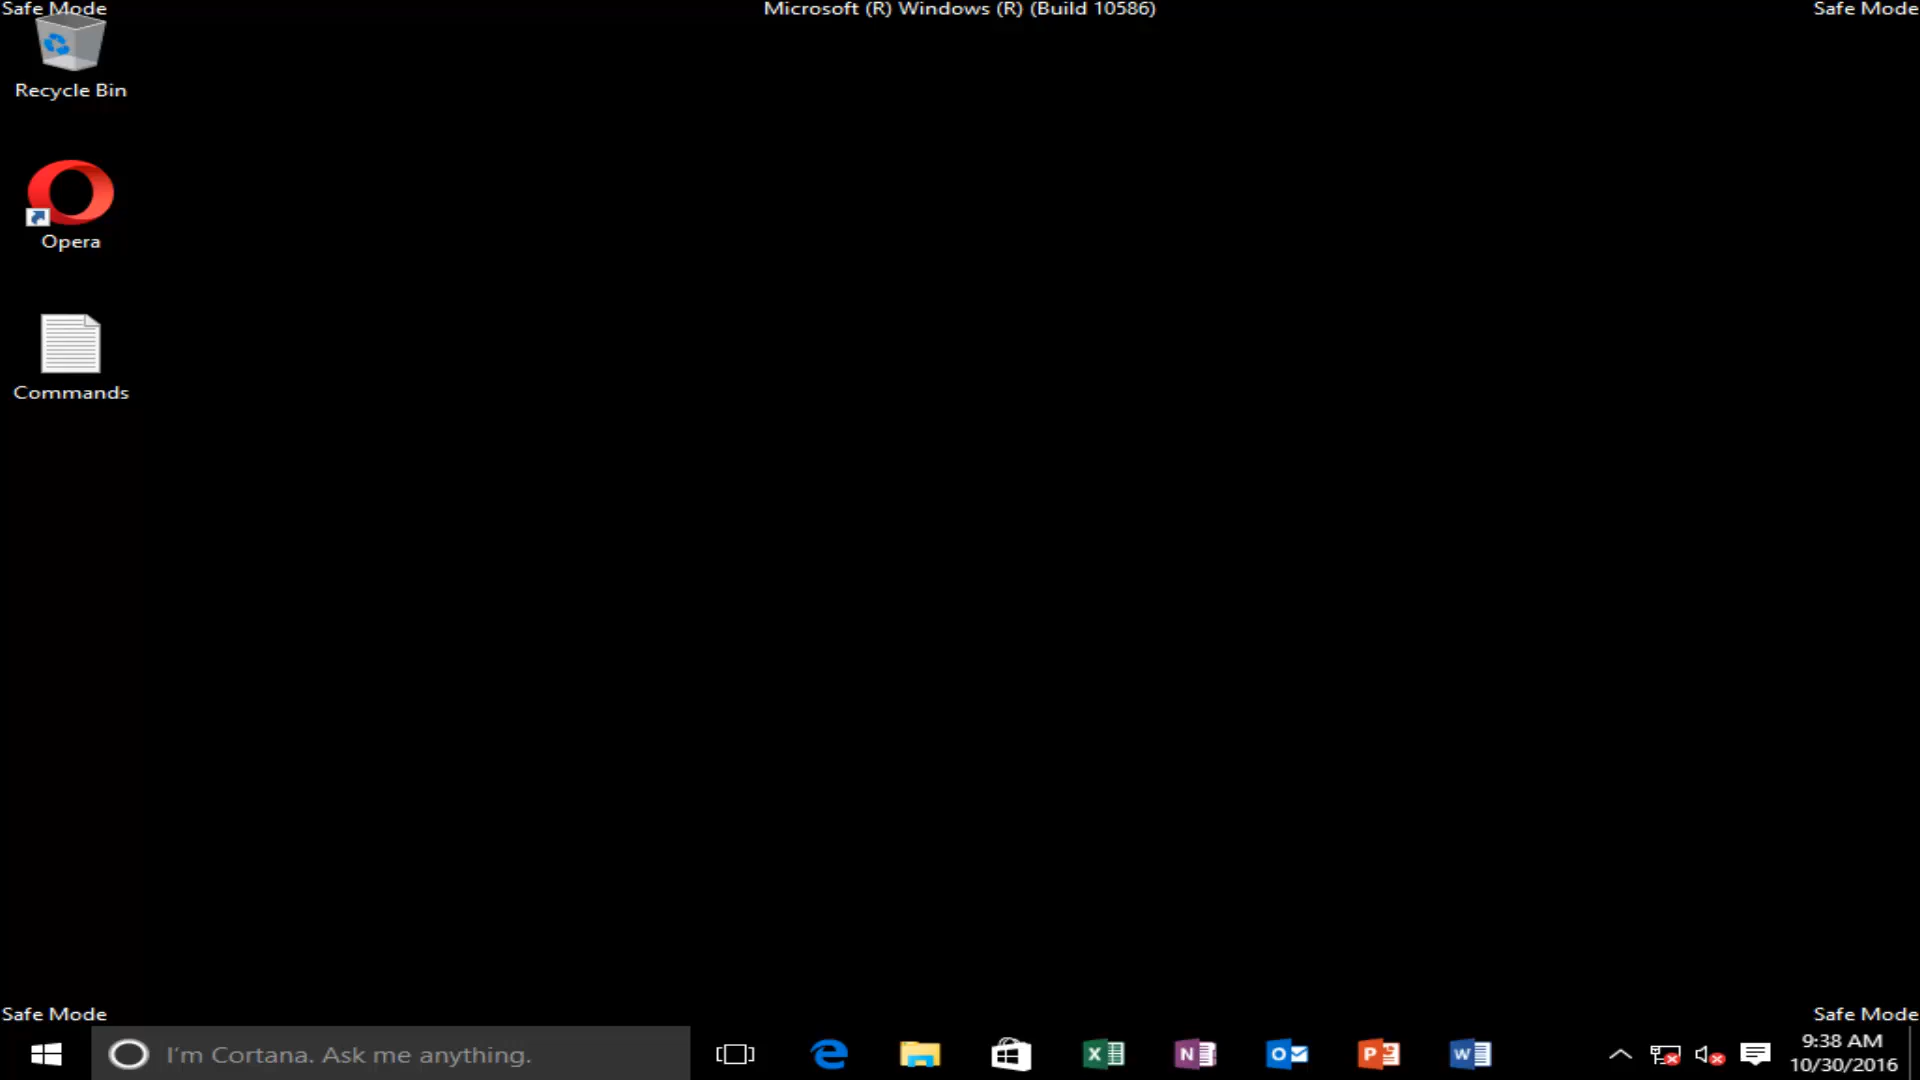 Safe Mode
Microsoft (R) Windows (R) (Build 10586)
Safe Mode
Recycle Bin
Opera
Commands
Safe Mode
Safe Mode
I'm Cortana. Ask me anything.
X
N
O
P
W
9:38 AM
10/30/2016